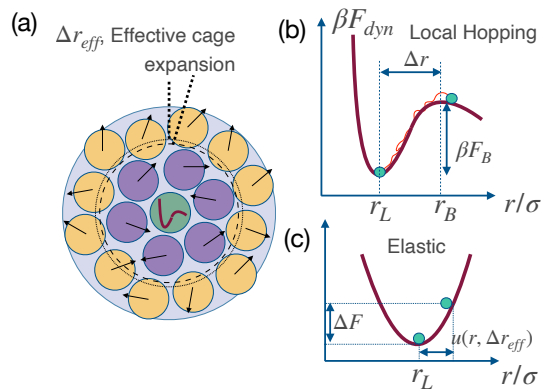 (a)
Δr_eff, Effective cage
expansion
(b)
βF_dyn Local Hopping
Δr
βF_B
r_L r_B r/σ
(c)
Elastic
ΔF
u(r, Δr_eff)
r_L r/σ